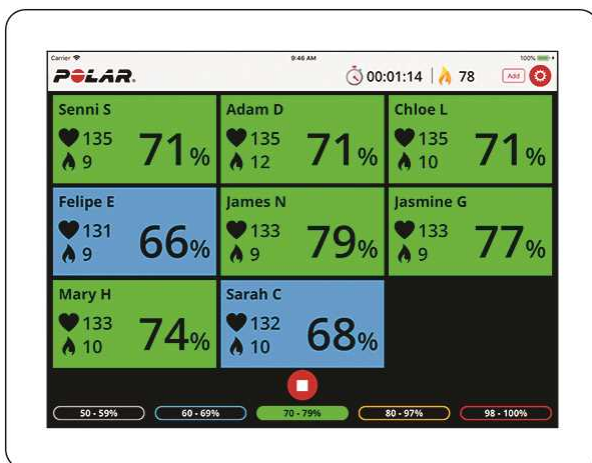 Carrier 9:46 AM 100%
POLAR. 00:01:14 78 Add
Senni S Adam D Chloe L
135 135 135
9 71% 12 71% 10 71%
Felipe E James N Jasmine G
131 133 133
9 66% 9 79% 9 77%
Mary H Sarah C
133 132
10 74% 10 68%
50 - 59% 60 - 69% 70 - 79% 80 - 97% 98 - 100%